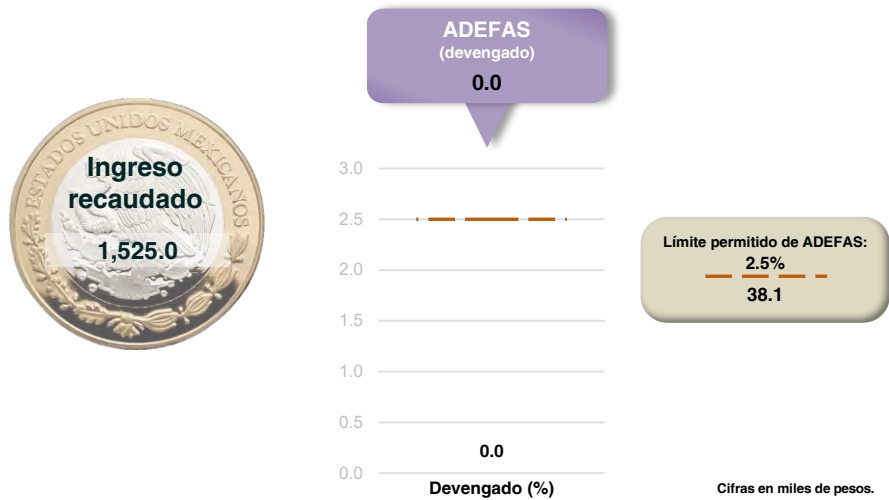 ADEFAS
(devengado)
0.0
ESTADOS UNIDOS MEXICANOS
Ingreso
recaudado
1,525.0
3.0
2.5
2.0
1.5
1.0
0.5
0.0
0.0
Devengado (%)
Límite permitido de ADEFAS:
2.5%
38.1
Cifras en miles de pesos.